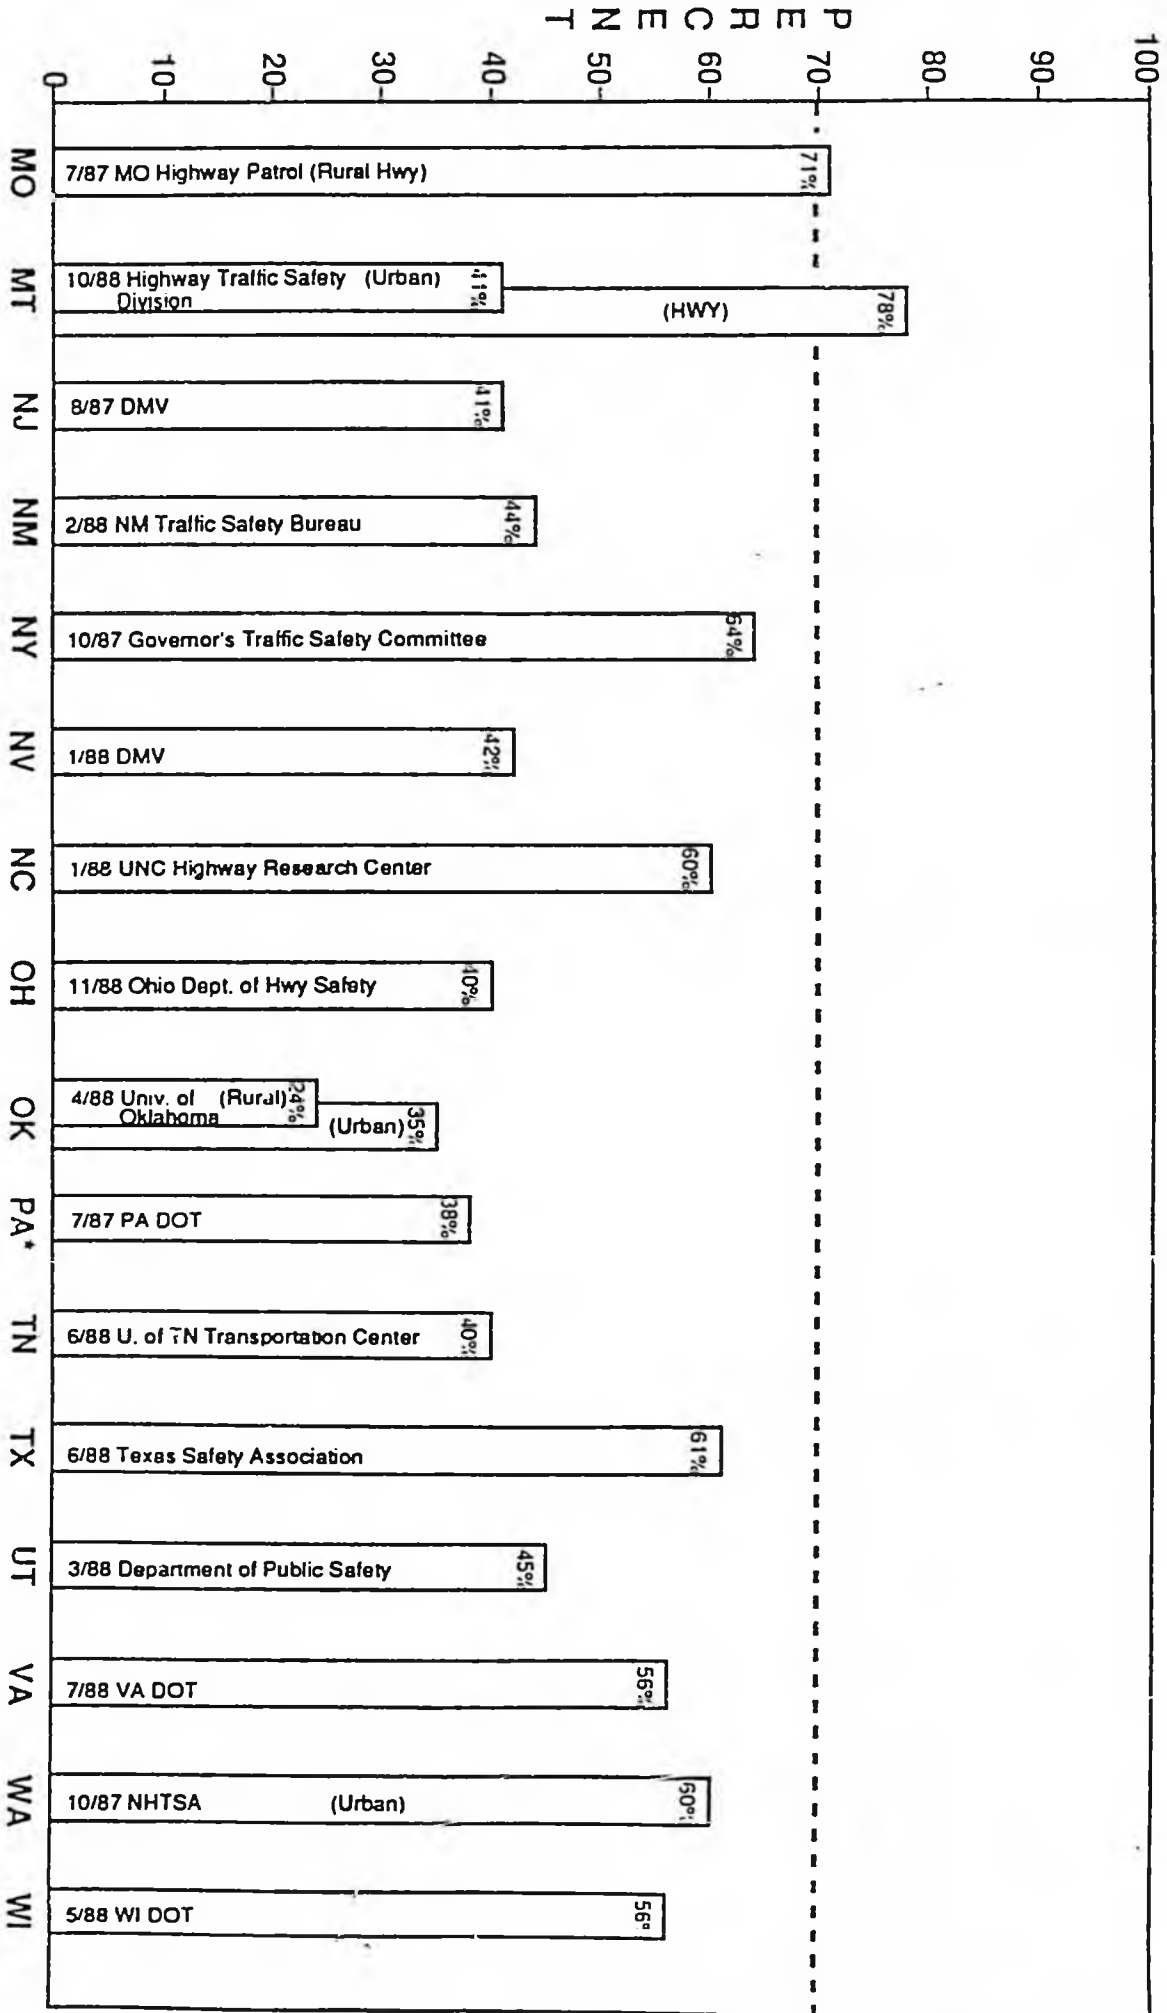 PERCENT
0
10
20
30
40
50
60
70
80
90
100
MO
7/87 MO Highway Patrol (Rural Hwy)
71%
MT
10/88 Highway Traffic Safety (Urban)
Division
41%
(HWY)
78%
NJ
8/87 DMV
41%
NM
2/88 NM Traffic Safety Bureau
44%
NY
10/87 Governor's Traffic Safety Committee
64%
NV
1/88 DMV
42%
NC
1/88 UNC Highway Research Center
60%
OH
11/88 Ohio Dept. of Hwy Safety
40%
OK
4/88 Univ. of (Rural)
Oklahoma
24%
(Urban)
35%
PA*
7/87 PA DOT
38%
TN
6/88 U. of TN Transportation Center
40%
TX
6/88 Texas Safety Association
61%
UT
3/88 Department of Public Safety
45%
VA
7/88 VA DOT
56%
WA
10/87 NHTSA (Urban)
60%
WI
5/88 WI DOT
56%